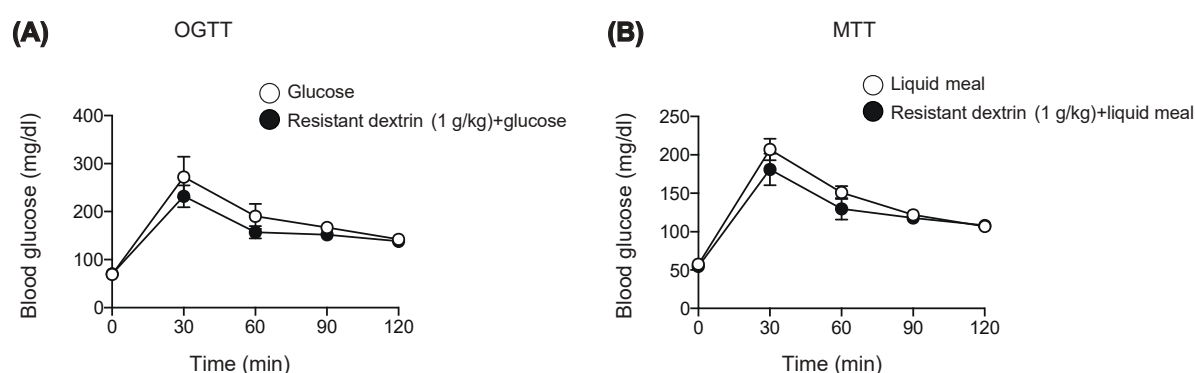 (A) OGTT
Glucose
Resistant dextrin (1 g/kg)+glucose
Blood glucose (mg/dl)
400
300
200
100
0
0 30 60 90 120
Time (min)
(B) MTT
Liquid meal
Resistant dextrin (1 g/kg)+liquid meal
Blood glucose (mg/dl)
250
200
150
100
50
0
0 30 60 90 120
Time (min)